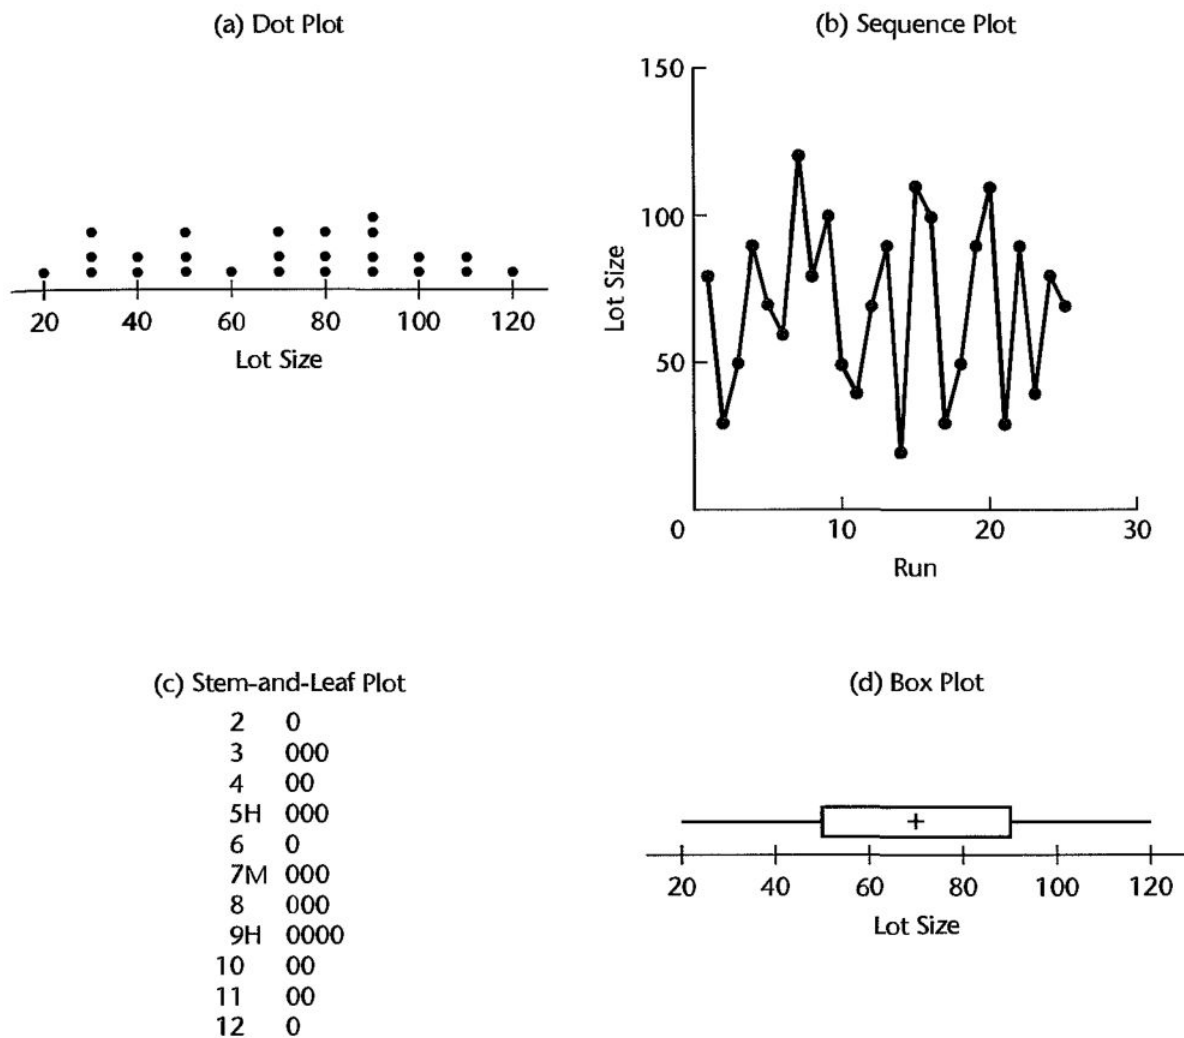 (a) Dot Plot
20 40 60 80 100 120
Lot Size
(b) Sequence Plot
150
100
50
0 10 20 30
Lot Size
Run
(c) Stem-and-Leaf Plot
2 0
3 000
4 00
5H 000
6 0
7M 000
8 000
9H 0000
10 00
11 00
12 0
(d) Box Plot
20 40 60 80 100 120
Lot Size